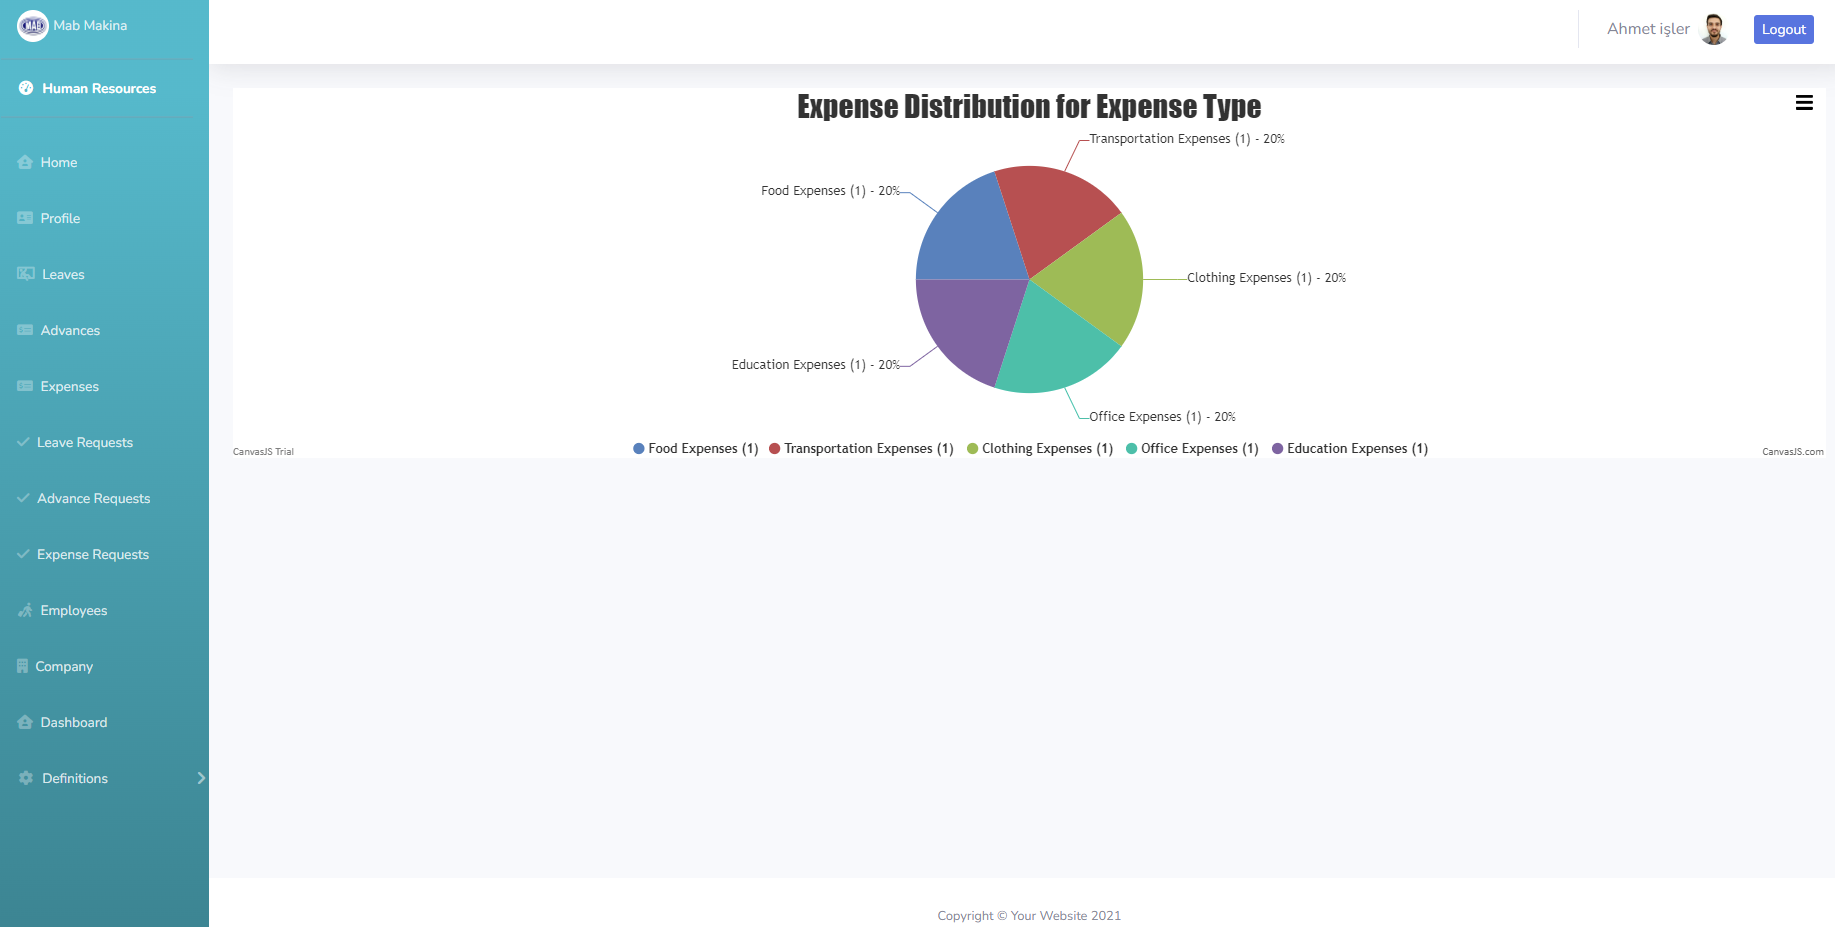 MAB
Mab Makina
Human Resources
Home
Profile
Leaves
Advances
Expenses
Leave Requests
Advance Requests
Expense Requests
Employees
Company
Dashboard
Definitions
Ahmet işler
Logout
Expense Distribution for Expense Type
Transportation Expenses (1) - 20%
Food Expenses (1) - 20%
Clothing Expenses (1) - 20%
Education Expenses (1) - 20%
Office Expenses (1) - 20%
Food Expenses (1) Transportation Expenses (1) Clothing Expenses (1) Office Expenses (1) Education Expenses (1)
CanvasJS Trial
CanvasJS.com
Copyright © Your Website 2021